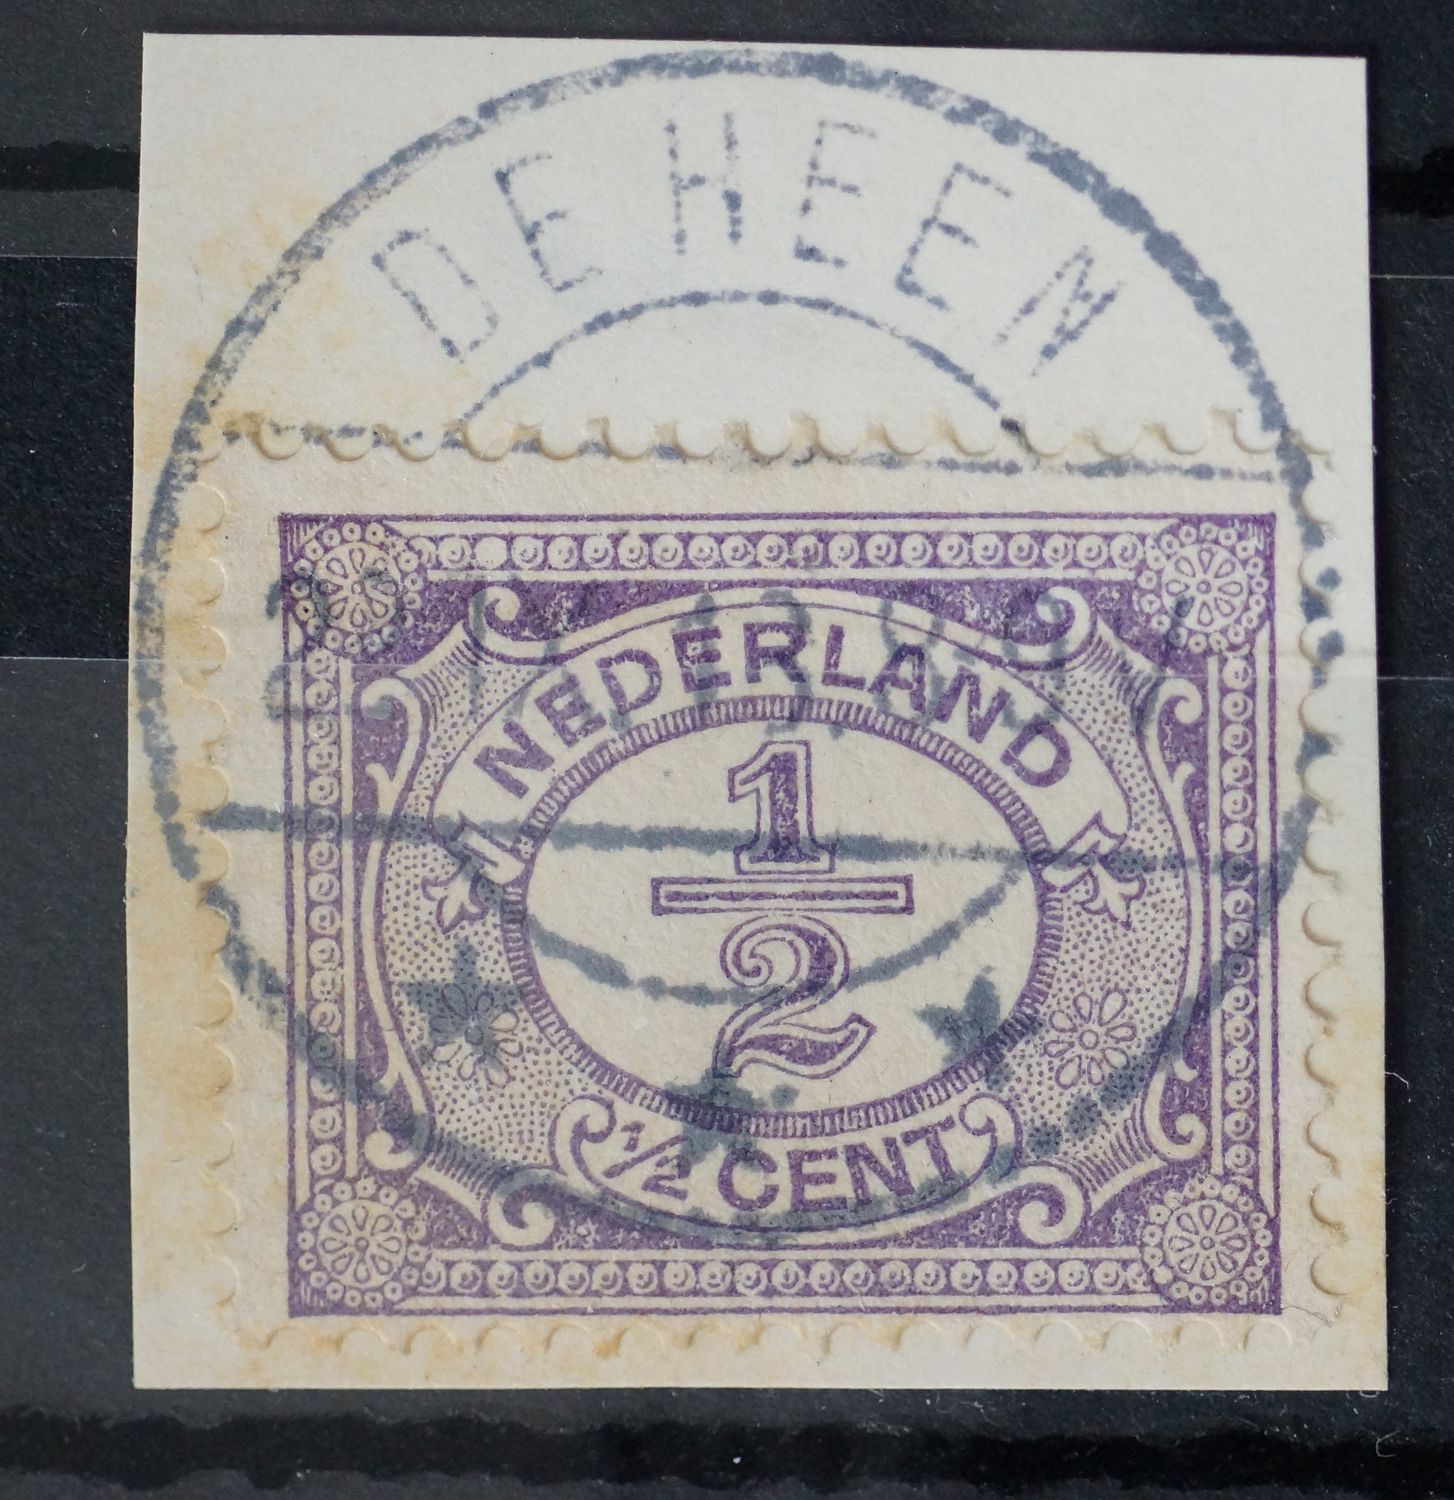 DE HEEN
NEDERLAND
1
2
1/2 CENT